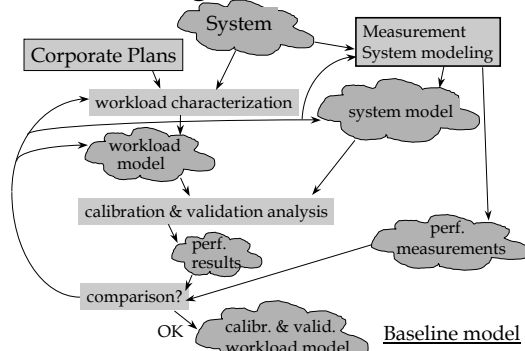 System
Measurement
System modeling
Corporate Plans
workload characterization
system model
workload
model
calibration & validation analysis
perf.
results
perf.
measurements
comparison?
OK
calibr. & valid.
workload model
Baseline model